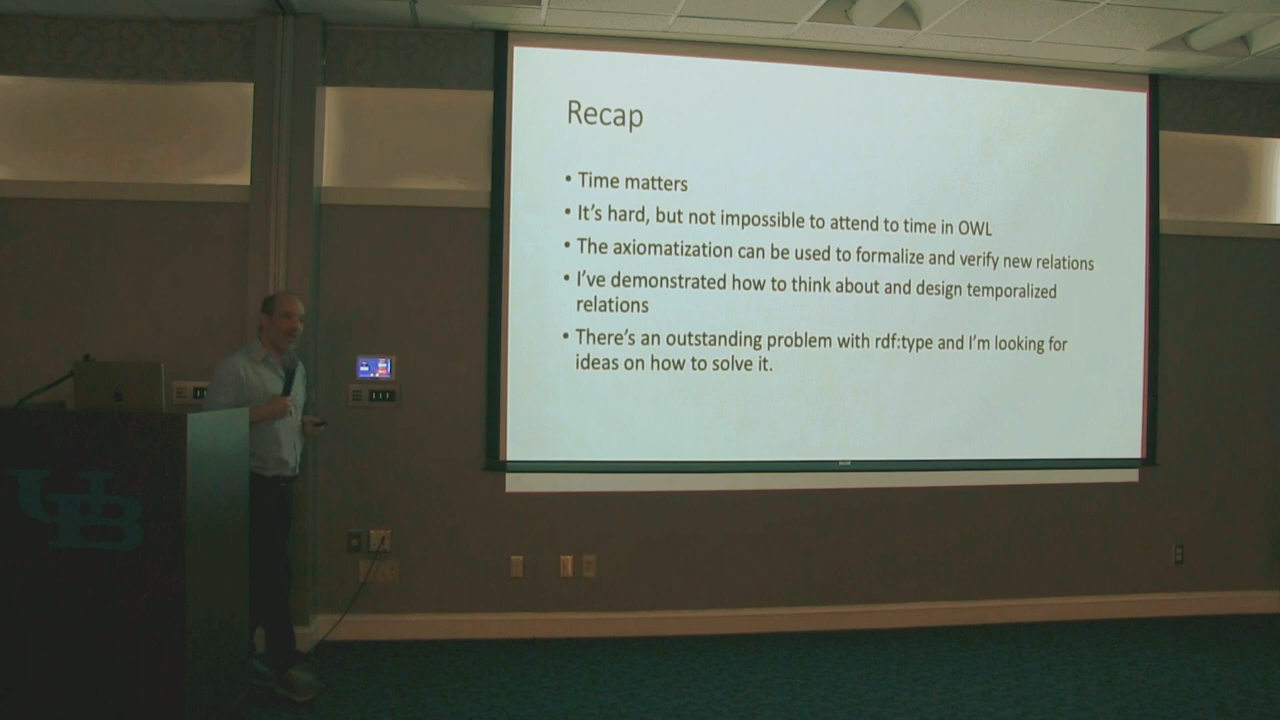 Recap
• Time matters
• It's hard, but not impossible to attend to time in OWL
• The axiomatization can be used to formalize and verify new relations
• I've demonstrated how to think about and design temporalized
relations
• There's an outstanding problem with rdf:type and I'm looking for
ideas on how to solve it.
UB